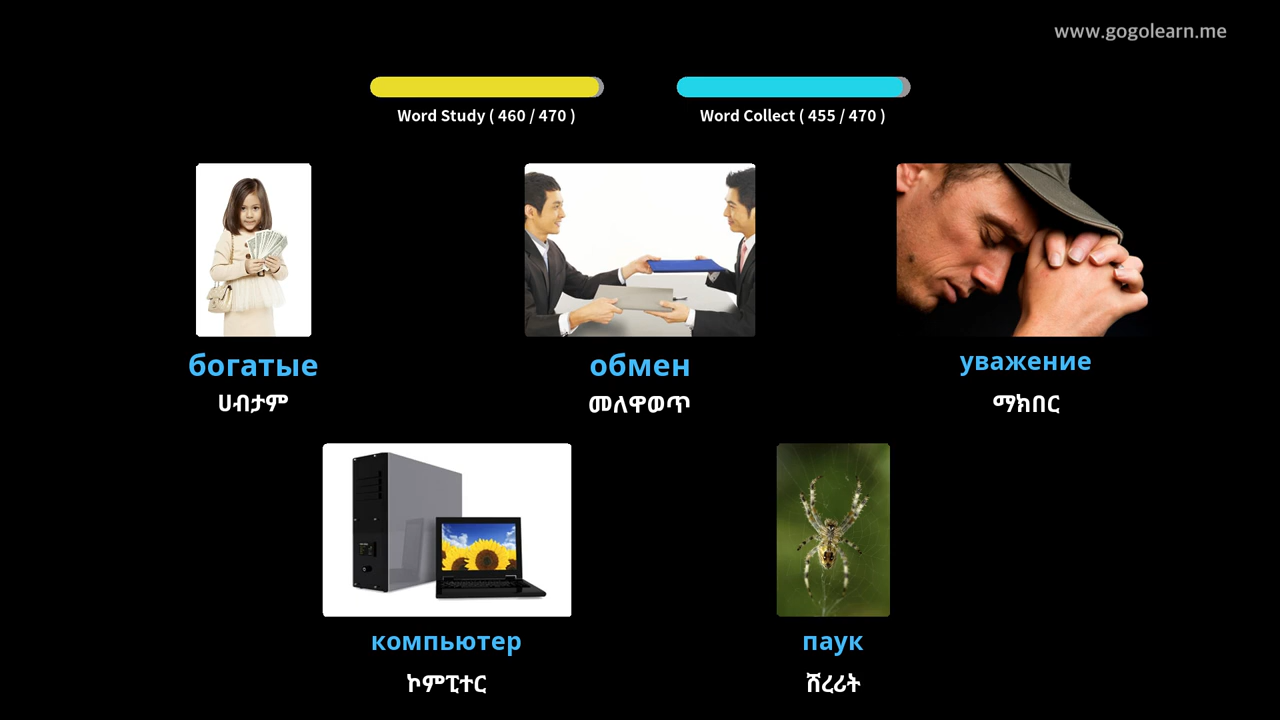 www.gogolearn.me
Word Study ( 460 / 470 )
Word Collect ( 455 / 470 )
богатые
ሀብታም
обмен
መለዋወጥ
уважение
ማክበር
компьютер
ኮምፒተር
паук
ሸረሪት